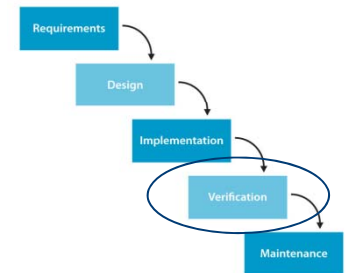 Requirements
Design
Implementation
Verification
Maintenance